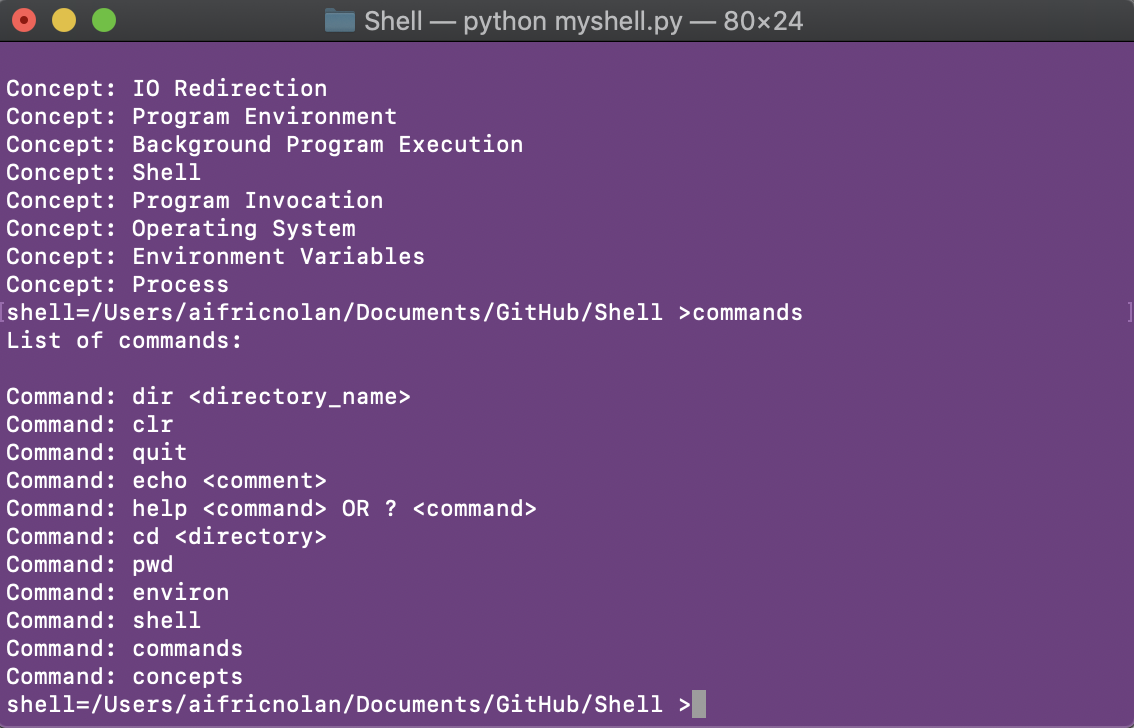 Shell — python myshell.py — 80×24
Concept: IO Redirection
Concept: Program Environment
Concept: Background Program Execution
Concept: Shell
Concept: Program Invocation
Concept: Operating System
Concept: Environment Variables
Concept: Process
[shell=/Users/aifricnolan/Documents/GitHub/Shell >commands ]
List of commands:
Command: dir <directory_name>
Command: clr
Command: quit
Command: echo <comment>
Command: help <command> OR ? <command>
Command: cd <directory>
Command: pwd
Command: environ
Command: shell
Command: commands
Command: concepts
shell=/Users/aifricnolan/Documents/GitHub/Shell >